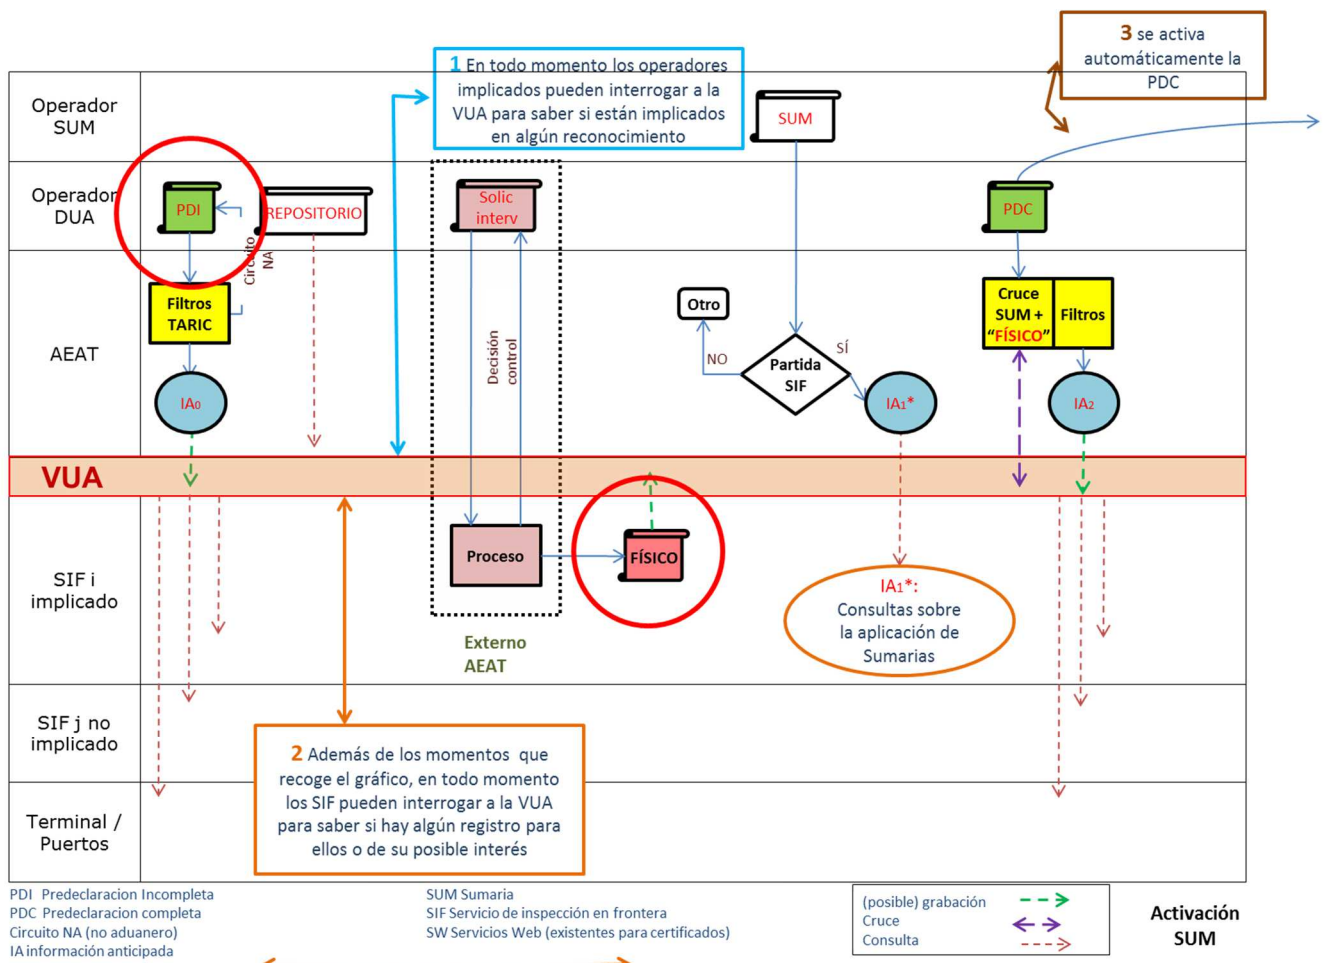 3 se activa
automáticamente la
PDC
1 En todo momento los operadores
implicados pueden interrogar a la
VUA para saber si están implicados
en algún reconocimiento
Operador
SUM
SUM
Operador
DUA
PDI
REPOSITORIO
Solic
interv
PDC
Circuito
NA
AEAT
Filtros
TARIC
IA0
Decisión
control
Otro
NO
Partida
SIF
SÍ
IA1*
Cruce
SUM +
“FÍSICO”
Filtros
IA2
VUA
SIF i
implicado
Proceso
FÍSICO
Externo
AEAT
IA1*:
Consultas sobre
la aplicación de
Sumarias
SIF j no
implicado
2 Además de los momentos que
recoge el gráfico, en todo momento
los SIF pueden interrogar a la VUA
para saber si hay algún registro para
ellos o de su posible interés
Terminal /
Puertos
PDI Predeclaracion Incompleta
PDC Predeclaracion completa
Circuito NA (no aduanero)
IA información anticipada
SUM Sumaria
SIF Servicio de inspección en frontera
SW Servicios Web (existentes para certificados)
(posible) grabación
Cruce
Consulta
Activación
SUM